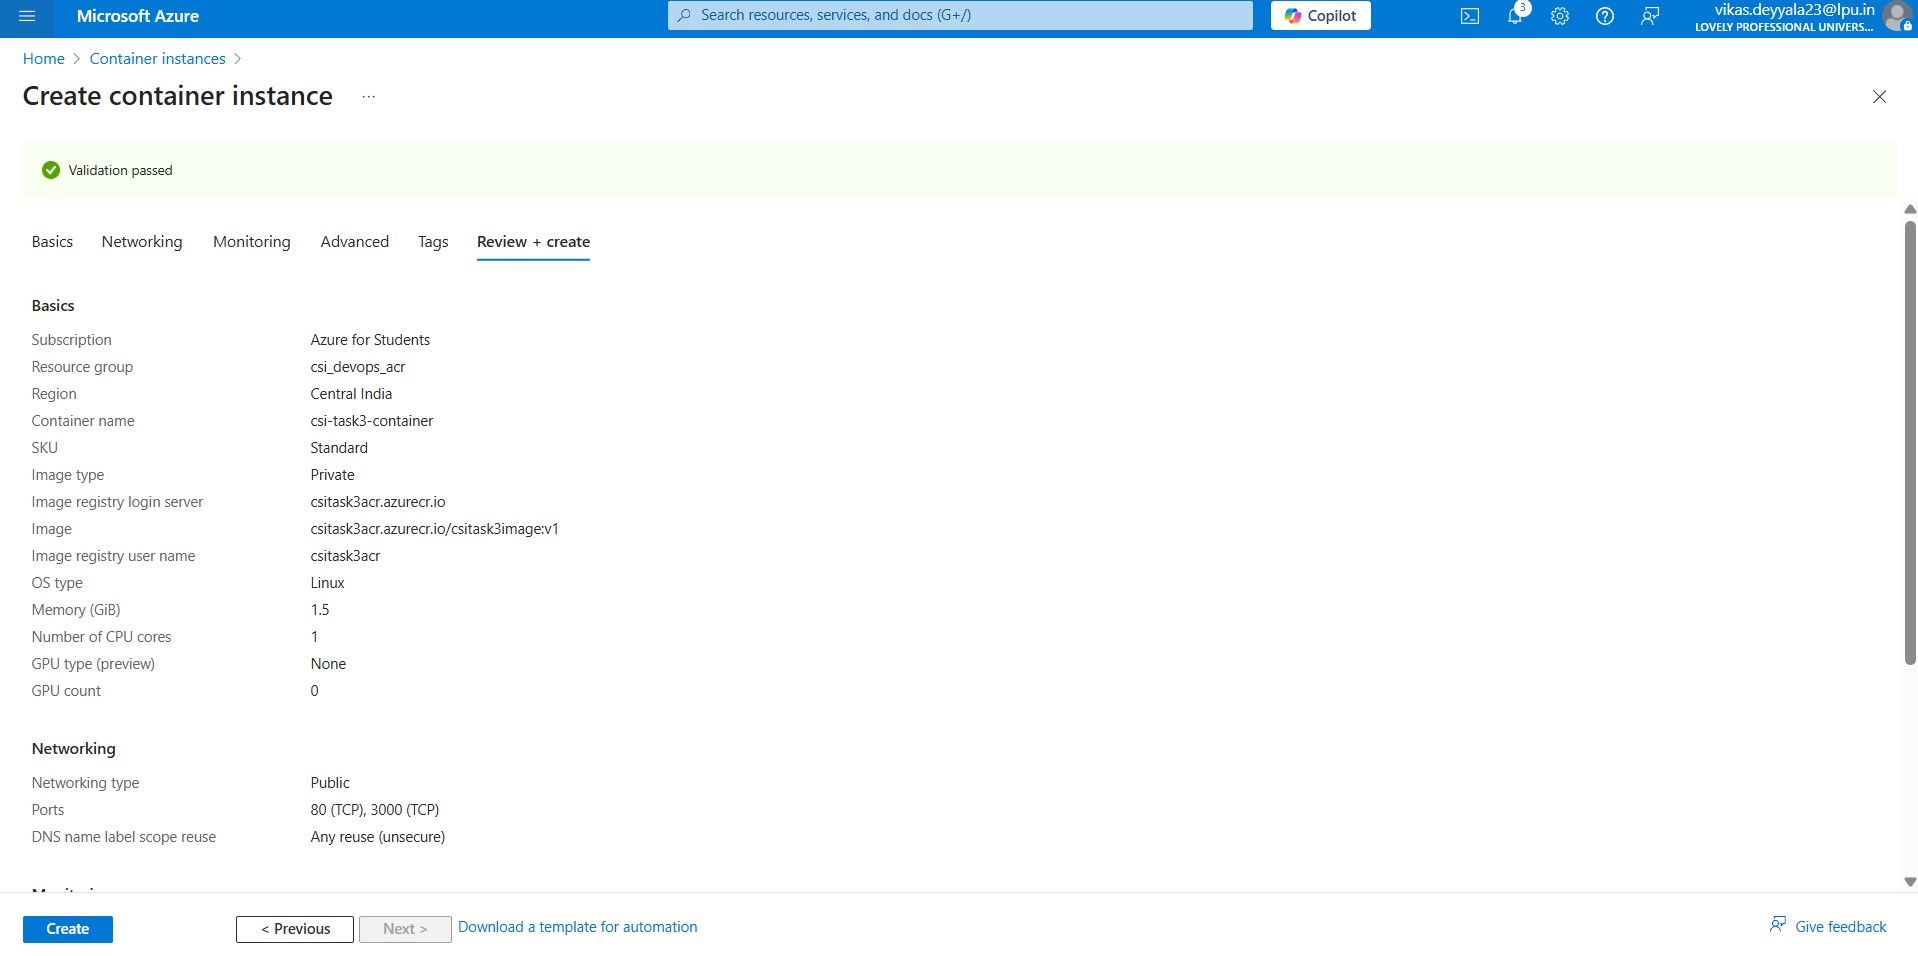 Microsoft Azure
Search resources, services, and docs (G+/)
Copilot
3
vikas.deyyala23@lpu.in
LOVELY PROFESSIONAL UNIVERS...
Home > Container instances >
Create container instance ...
Validation passed
Basics Networking Monitoring Advanced Tags Review + create
Basics
Subscription Azure for Students
Resource group csi_devops_acr
Region Central India
Container name csi-task3-container
SKU Standard
Image type Private
Image registry login server csitask3acr.azurecr.io
Image csitask3acr.azurecr.io/csitask3image:v1
Image registry user name csitask3acr
OS type Linux
Memory (GiB) 1.5
Number of CPU cores 1
GPU type (preview) None
GPU count 0
Networking
Networking type Public
Ports 80 (TCP), 3000 (TCP)
DNS name label scope reuse Any reuse (unsecure)
Create < Previous Next > Download a template for automation Give feedback